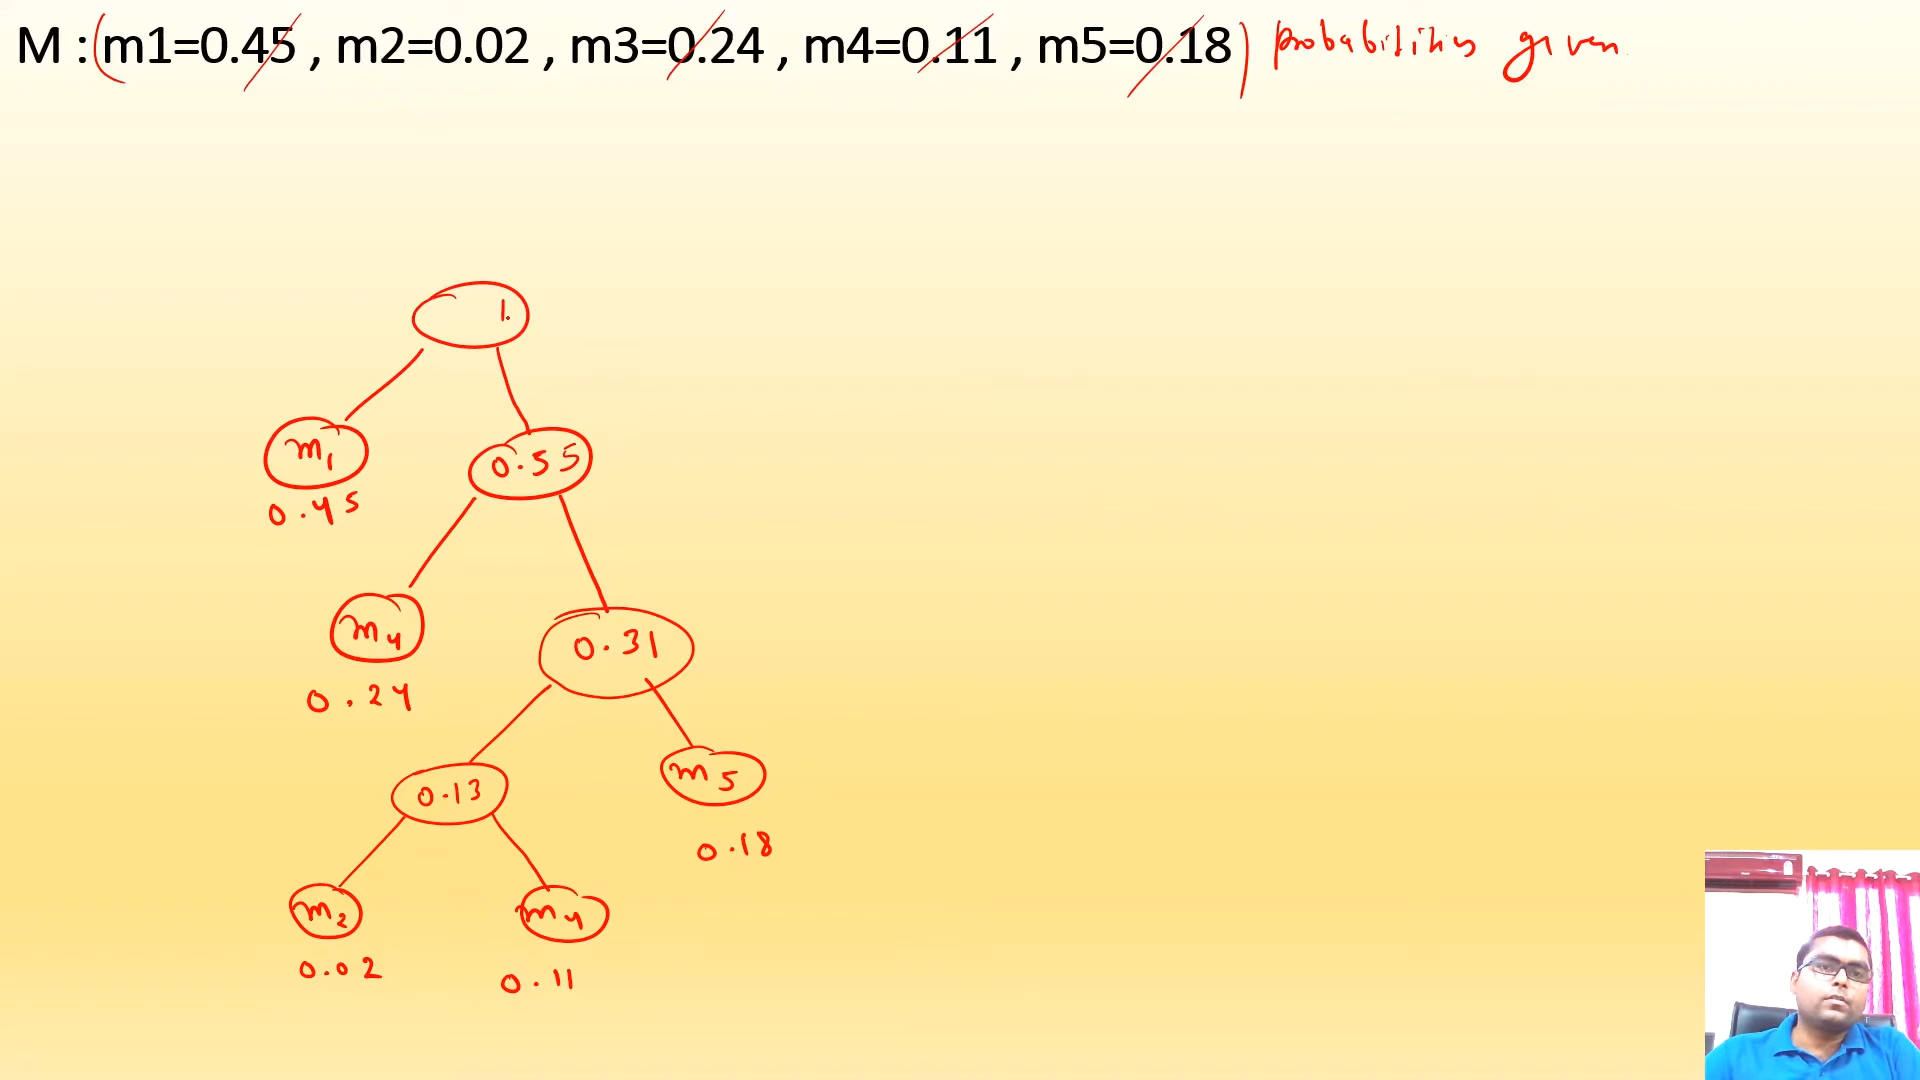 M : (m1=0.45 , m2=0.02 , m3=0.24 , m4=0.11 , m5=0.18) probabilities given
1.
m1
0.45
0.55
m4
0.24
0.31
0.13
m5
0.18
m2
0.02
m4
0.11